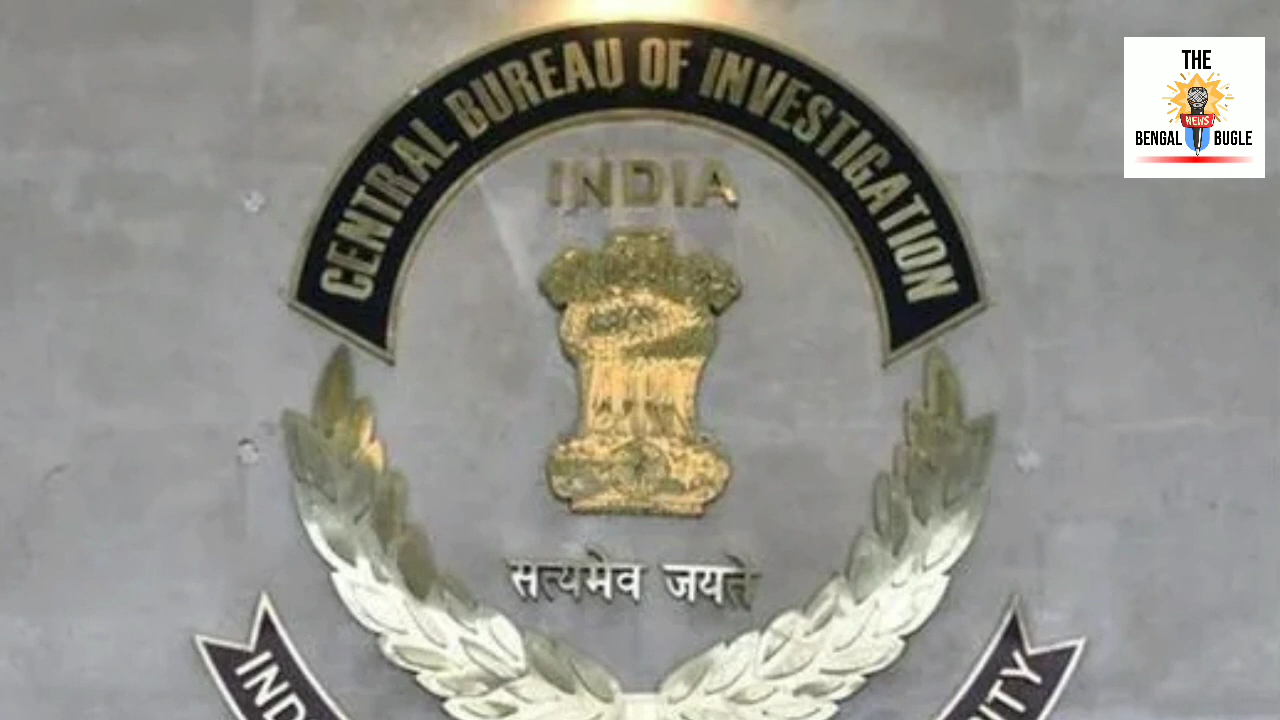 CENTRAL BUREAU OF INVESTIGATION
INDIA
सत्यमेव जयते
THE
NEWS
BENGAL BUGLE